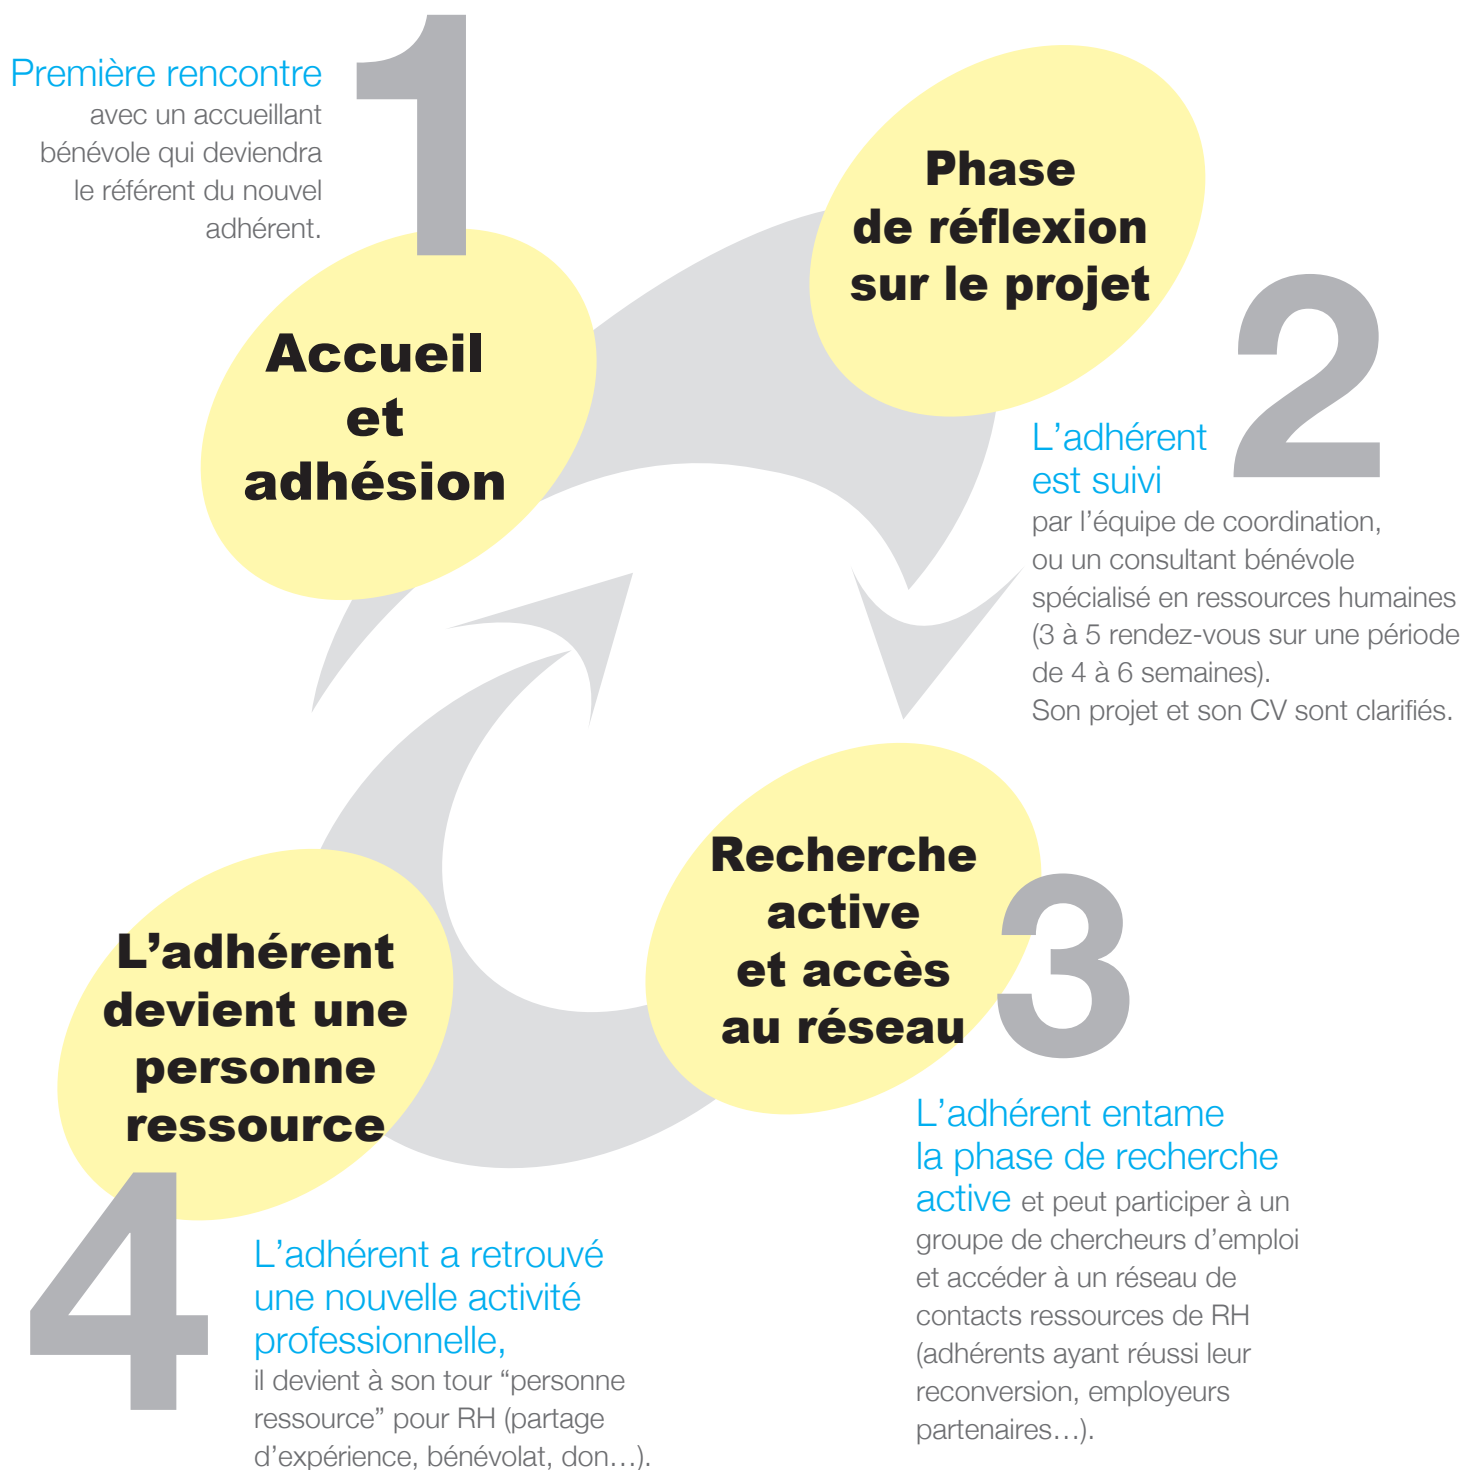 1
Première rencontre
avec un accueillant
bénévole qui deviendra
le référent du nouvel
adhérent.
Accueil
et
adhésion
Phase
de réflexion
sur le projet
2
L’adhérent
est suivi
par l’équipe de coordination,
ou un consultant bénévole
spécialisé en ressources humaines
(3 à 5 rendez-vous sur une période
de 4 à 6 semaines).
Son projet et son CV sont clarifiés.
Recherche
active
et accès
au réseau
3
L’adhérent entame
la phase de recherche
active et peut participer à un
groupe de chercheurs d’emploi
et accéder à un réseau de
contacts ressources de RH
(adhérents ayant réussi leur
reconversion, employeurs
partenaires…).
L’adhérent
devient une
personne
ressource
4
L’adhérent a retrouvé
une nouvelle activité
professionnelle,
il devient à son tour “personne
ressource” pour RH (partage
d’expérience, bénévolat, don…).